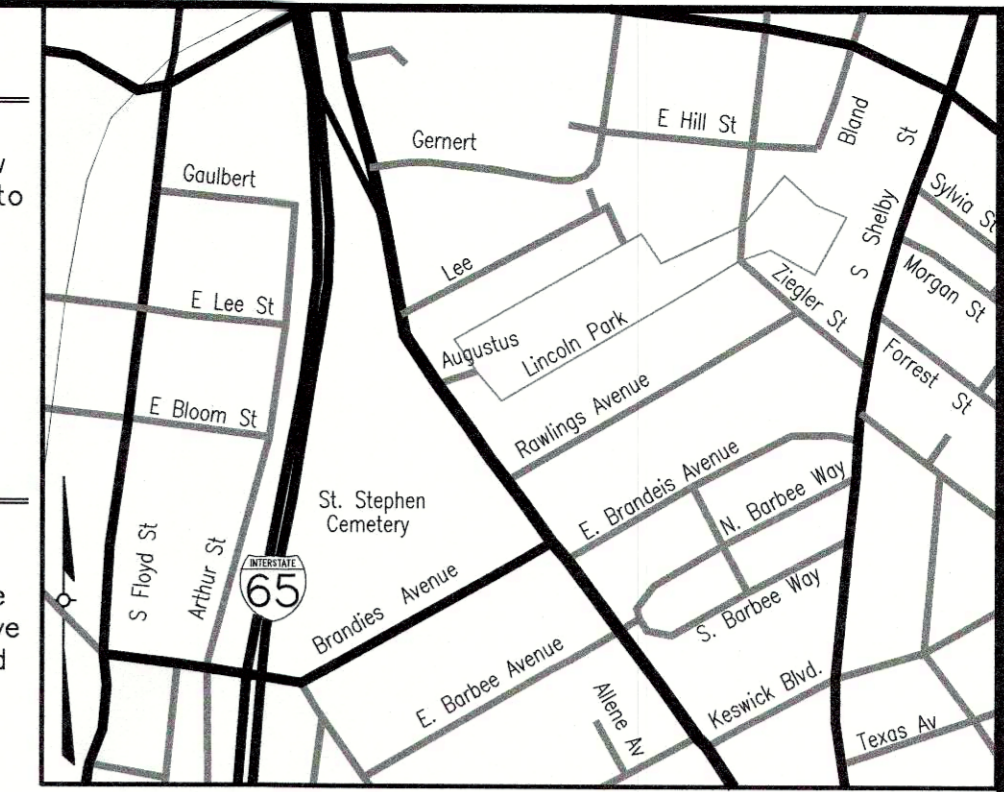 to
ve
d
Gernert
E Hill St
Bland
S Shelby St
Gaulbert
Sylvia St
Lee
Morgan St
Ziegler St
E Lee St
Augustus
Lincoln Park
Forrest St
Rawlings Avenue
E Bloom St
E. Brandeis Avenue
N. Barbee Way
St. Stephen
Cemetery
S Floyd St
Arthur St
INTERSTATE
65
Brandies Avenue
S. Barbee Way
E. Barbee Avenue
Allene Av
Keswick Blvd.
Texas Av